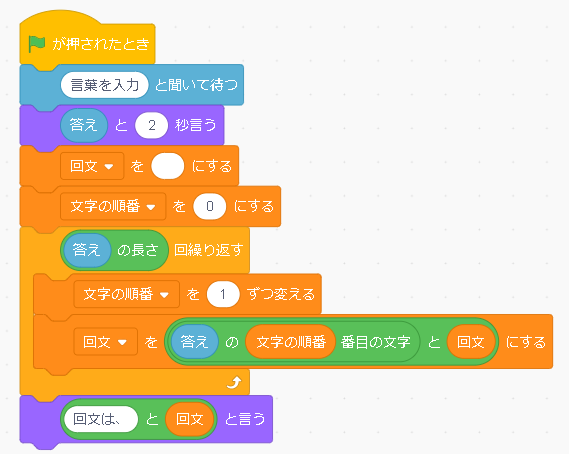 が押されたとき
言葉を入力 と聞いて待つ
答え と 2 秒言う
回文 を にする
文字の順番 を 0 にする
答え の長さ 回繰り返す
文字の順番 を 1 ずつ変える
回文 を 答え の 文字の順番 番目の文字 と 回文 にする
回文は、 と 回文 と言う